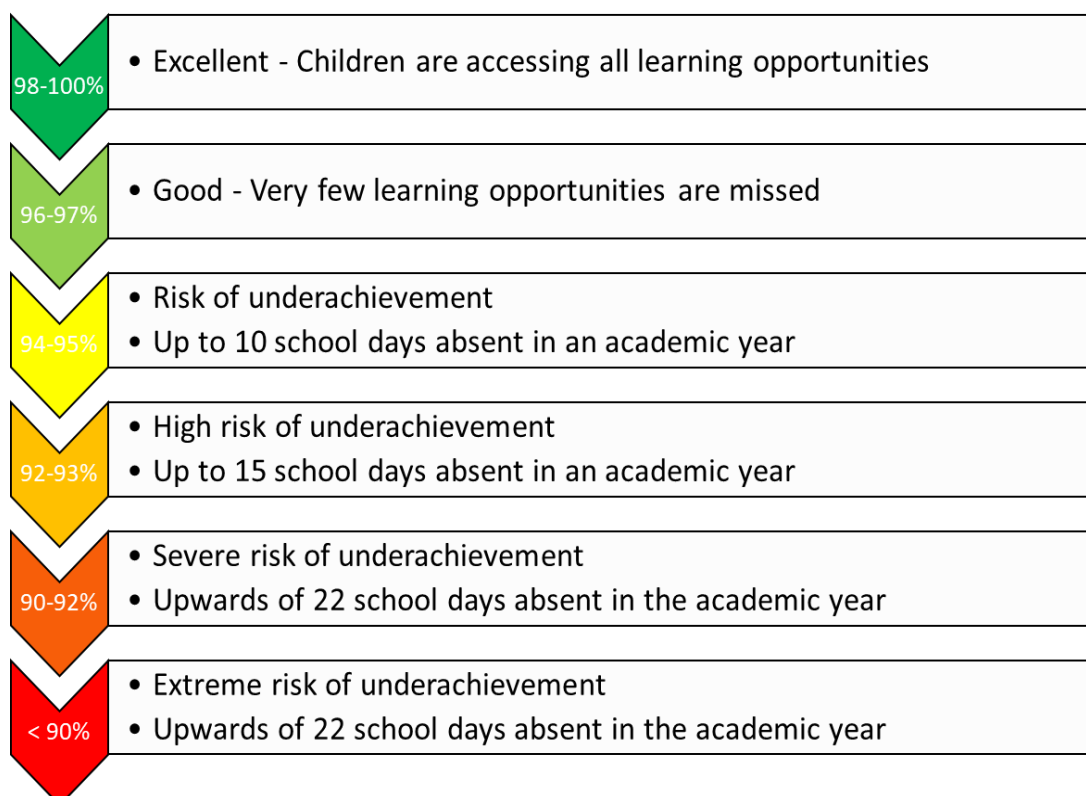 98-100%
• Excellent - Children are accessing all learning opportunities
96-97%
• Good - Very few learning opportunities are missed
94-95%
• Risk of underachievement
• Up to 10 school days absent in an academic year
92-93%
• High risk of underachievement
• Up to 15 school days absent in an academic year
90-92%
• Severe risk of underachievement
• Upwards of 22 school days absent in the academic year
< 90%
• Extreme risk of underachievement
• Upwards of 22 school days absent in the academic year